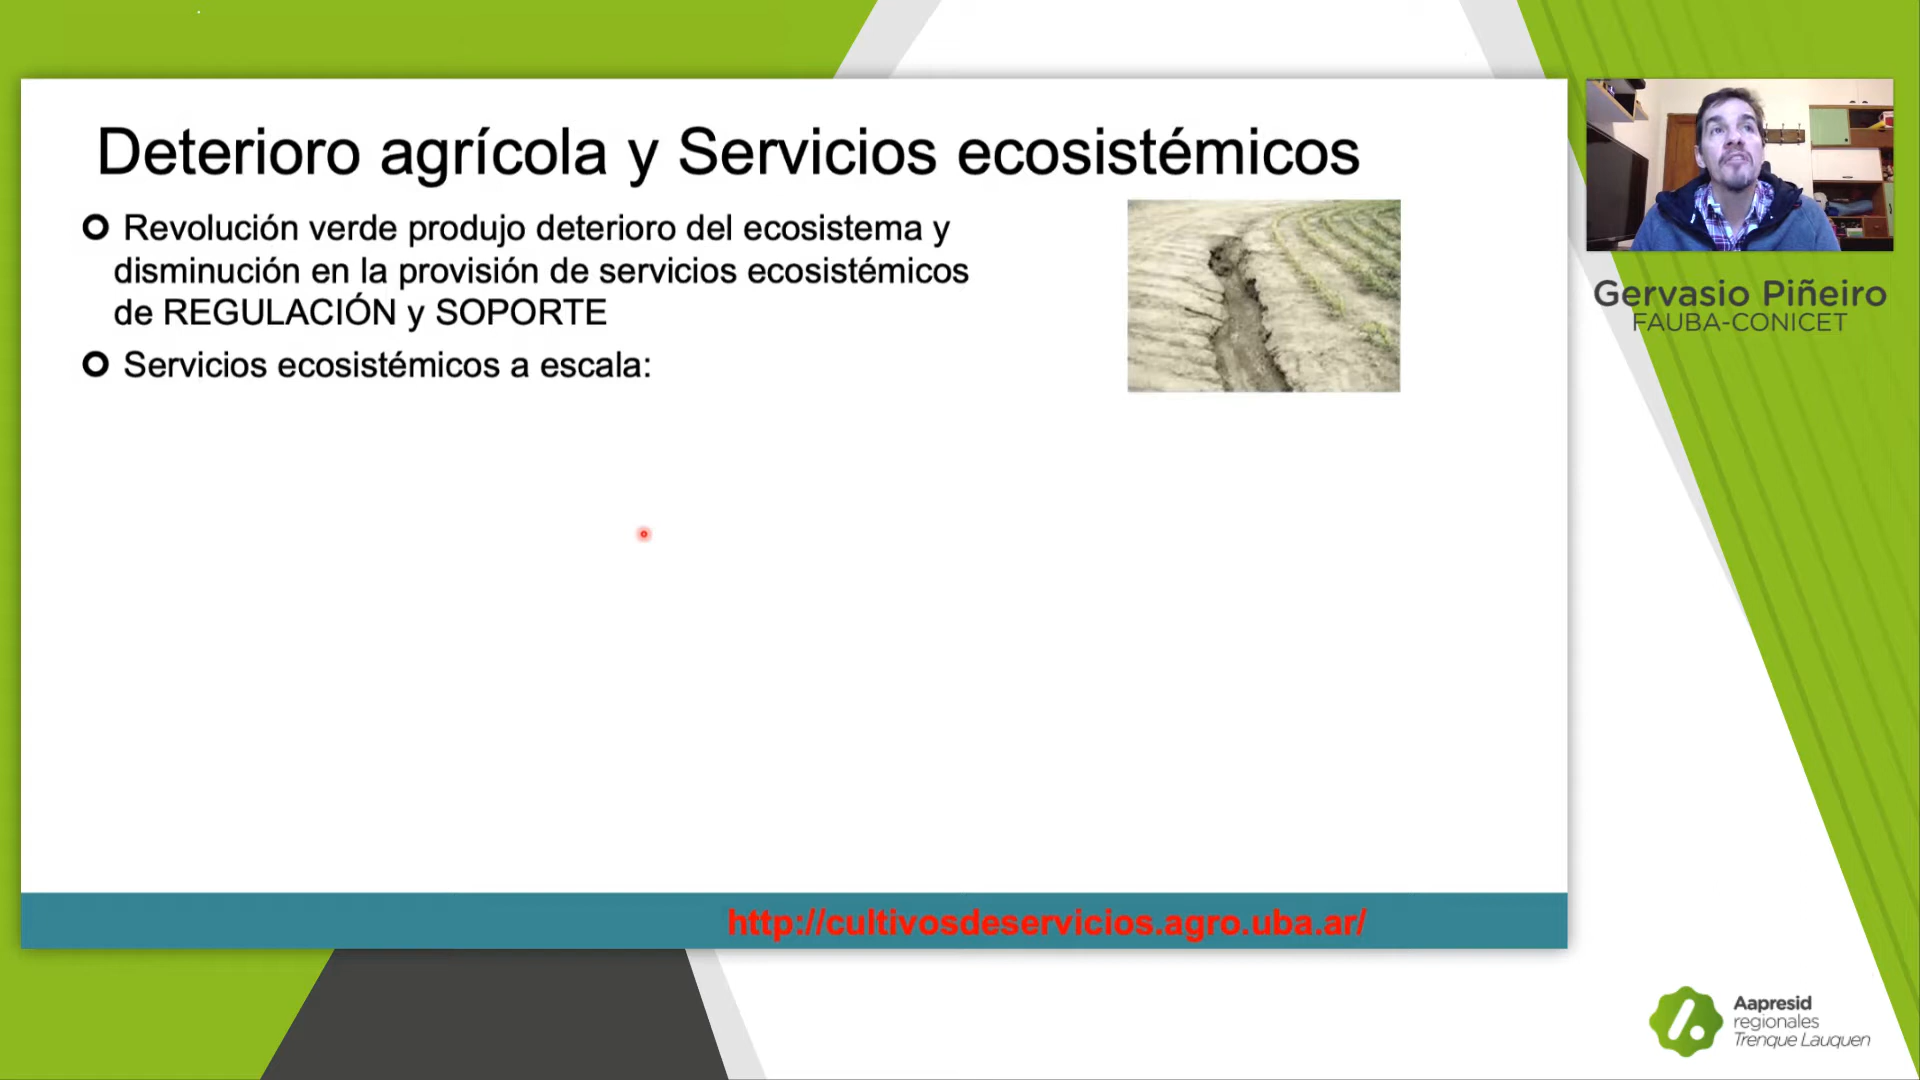 Deterioro agrícola y Servicios ecosistémicos
Revolución verde produjo deterioro del ecosistema y
disminución en la provisión de servicios ecosistémicos
de REGULACIÓN y SOPORTE
Servicios ecosistémicos a escala:
http://cultivosdeservicios.agro.uba.ar/
Gervasio Piñeiro
FAUBA-CONICET
Aapresid
regionales
Trenque Lauquen